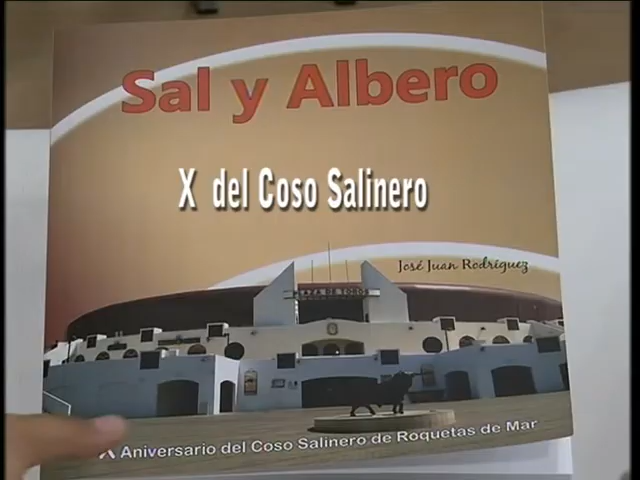 Sal y Albero
X del Coso Salinero
José Juan Rodríguez
PLAZA DE TOROS
X Aniversario del Coso Salinero de Roquetas de Mar